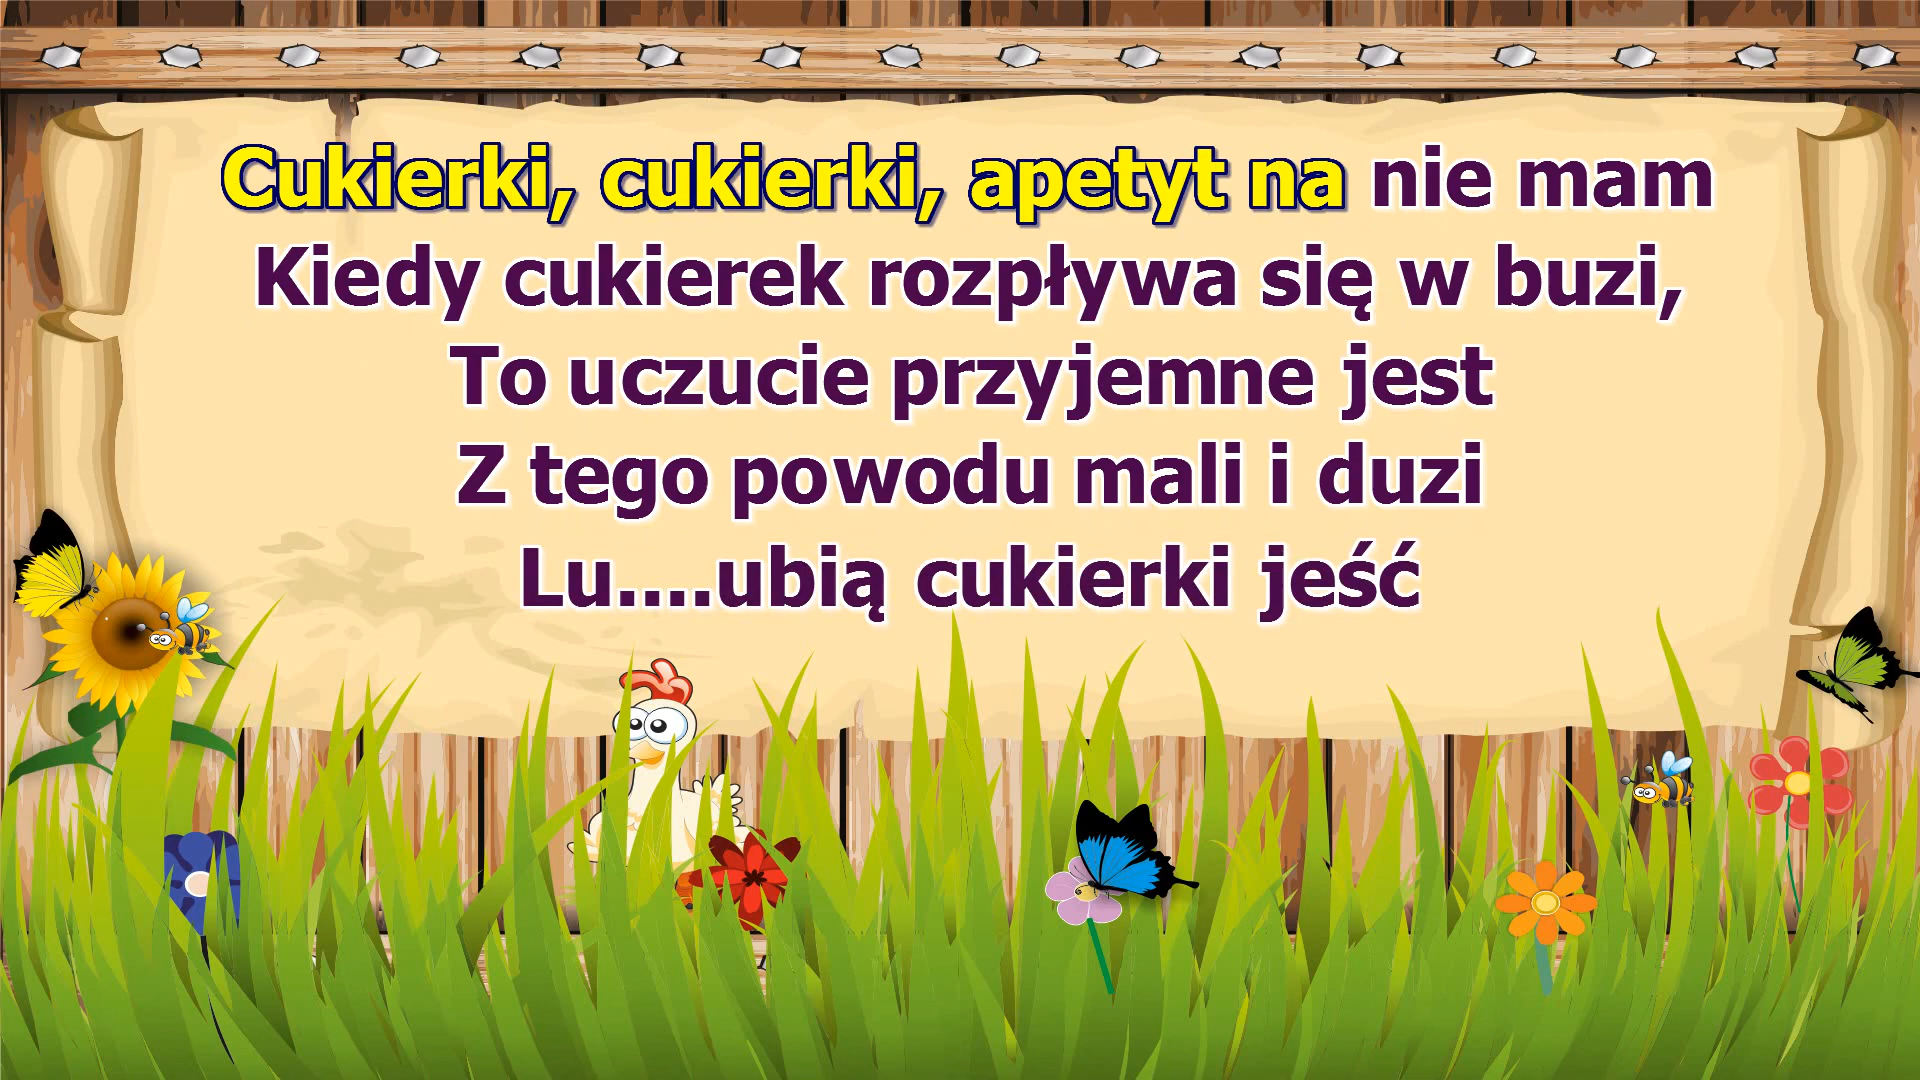 Cukierki, cukierki, apetyt na nie mam
Kiedy cukierek rozpływa się w buzi,
To uczucie przyjemne jest
Z tego powodu mali i duzi
Lu....ubią cukierki jeść